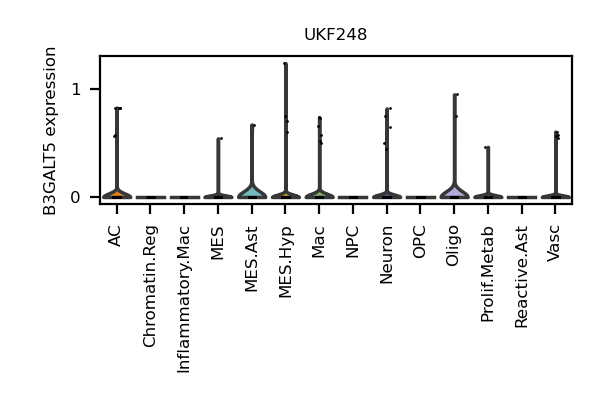 UKF248
B3GALT5 expression
1
0
AC
Chromatin.Reg
Inflammatory.Mac
MES
MES.Ast
MES.Hyp
Mac
NPC
Neuron
OPC
Oligo
Prolif.Metab
Reactive.Ast
Vasc